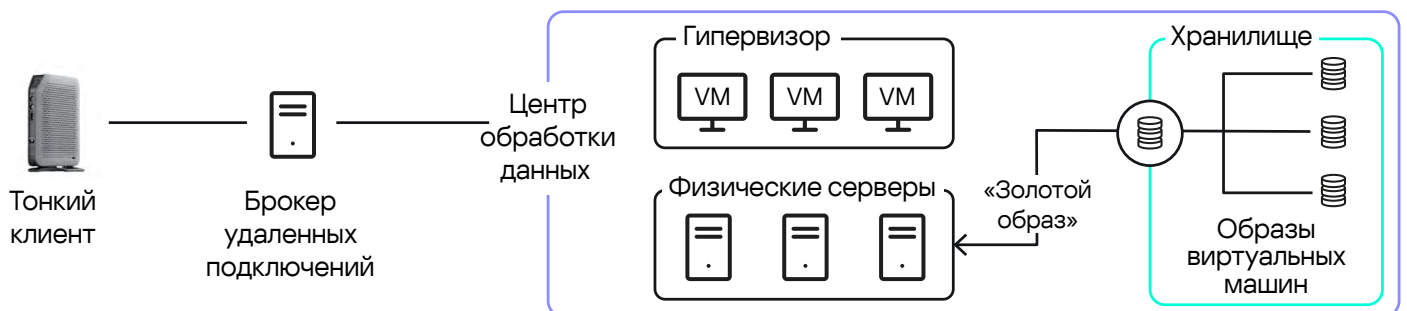 Тонкий
клиент
Брокер
удаленных
подключений
Центр
обработки
данных
Гипервизор
VM VM VM
Физические серверы
«Золотой
образ»
Хранилище
Образы
виртуальных
машин